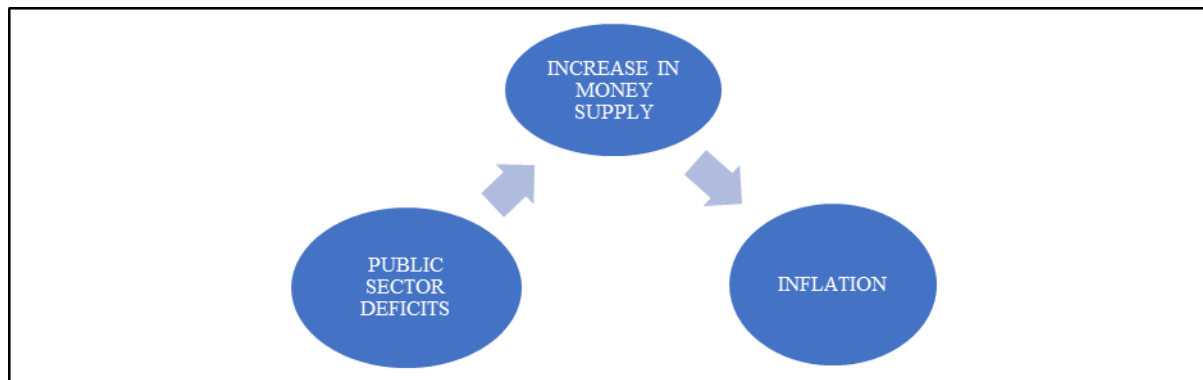 INCREASE IN
MONEY
SUPPLY
PUBLIC
SECTOR
DEFICITS
INFLATION